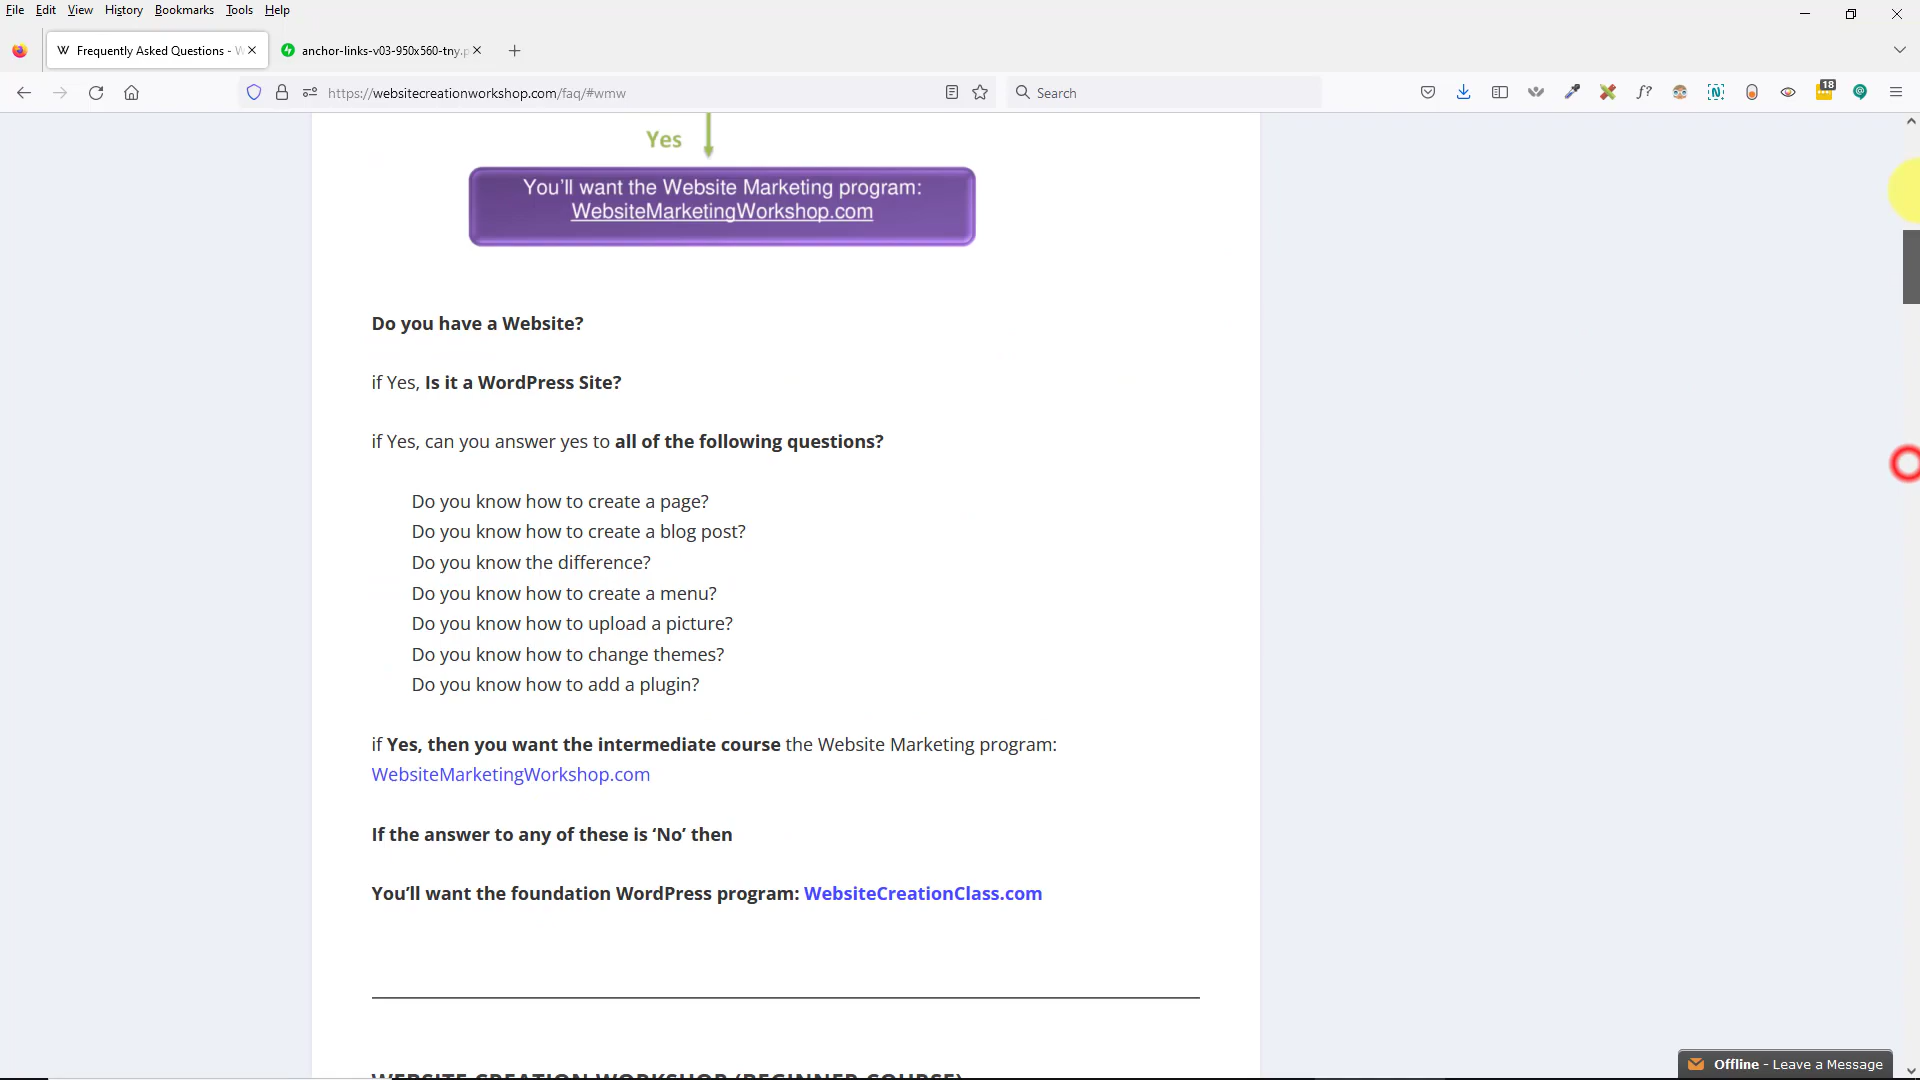 File Edit View History Bookmarks Tools Help
Frequently Asked Questions - W
anchor-links-v03-950x560-tny.p
https://websitecreationworkshop.com/faq/#wmw
Search
18
Yes
You'll want the Website Marketing program:
WebsiteMarketingWorkshop.com
Do you have a Website?
if Yes, Is it a WordPress Site?
if Yes, can you answer yes to all of the following questions?
Do you know how to create a page?
Do you know how to create a blog post?
Do you know the difference?
Do you know how to create a menu?
Do you know how to upload a picture?
Do you know how to change themes?
Do you know how to add a plugin?
if Yes, then you want the intermediate course the Website Marketing program:
WebsiteMarketingWorkshop.com
If the answer to any of these is ‘No’ then
You’ll want the foundation WordPress program: WebsiteCreationClass.com
WEBSITE CREATION WORKSHOP (BEGINNER COURSE)
Offline - Leave a Message